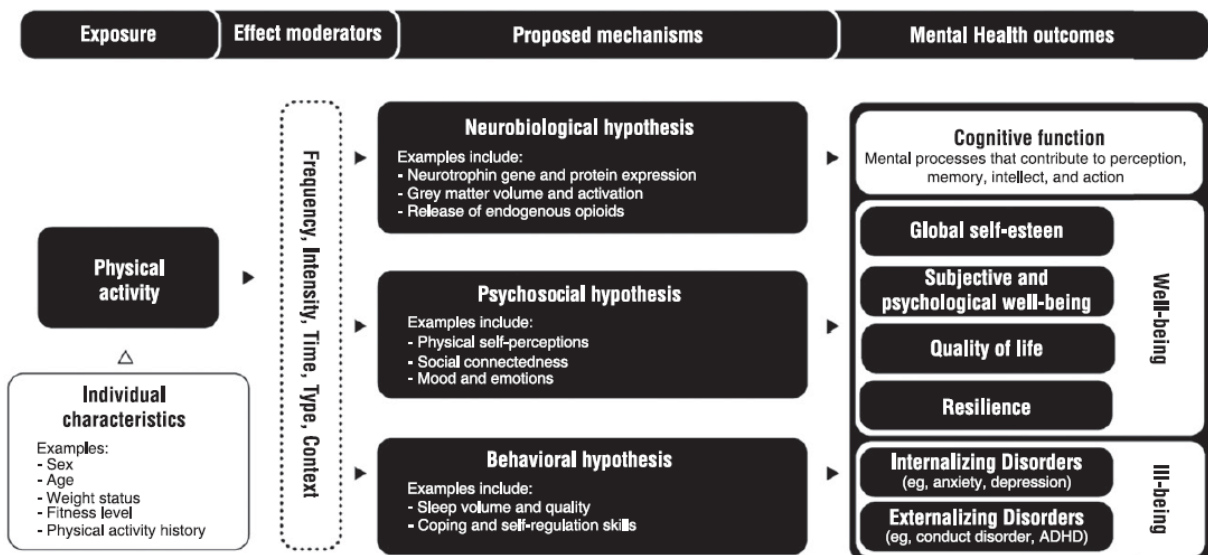 Exposure
Effect moderators
Proposed mechanisms
Mental Health outcomes
Physical
activity
Individual
characteristics
Examples:
- Sex
- Age
- Weight status
- Fitness level
- Physical activity history
Frequency, Intensity, Time, Type, Context
Neurobiological hypothesis
Examples include:
- Neurotrophin gene and protein expression
- Grey matter volume and activation
- Release of endogenous opioids
Psychosocial hypothesis
Examples include:
- Physical self-perceptions
- Social connectedness
- Mood and emotions
Behavioral hypothesis
Examples include:
- Sleep volume and quality
- Coping and self-regulation skills
Cognitive function
Mental processes that contribute to perception,
memory, intellect, and action
Global self-esteen
Subjective and
psychological well-being
Quality of life
Resilience
Well-being
Internalizing Disorders
(eg, anxiety, depression)
Externalizing Disorders
(eg, conduct disorder, ADHD)
Ill-being